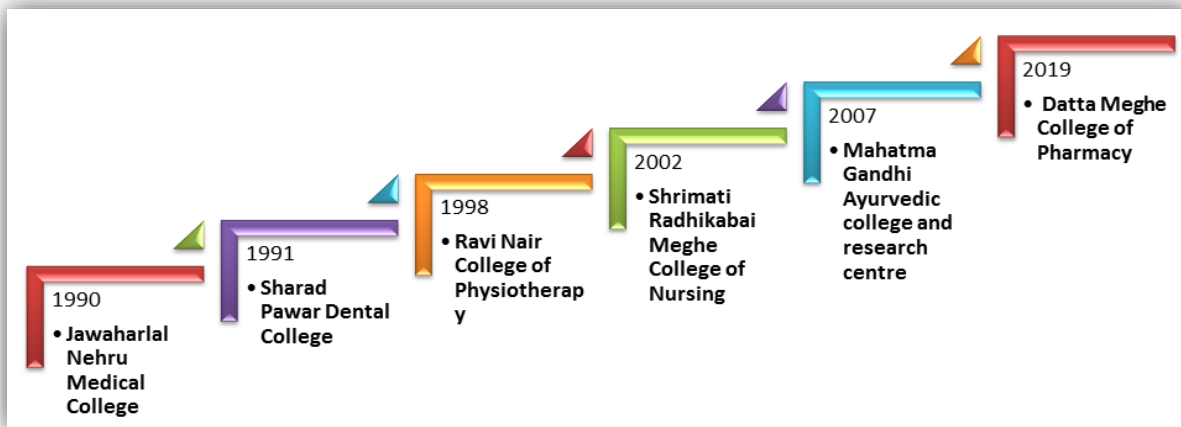 1990
• Jawaharlal
Nehru
Medical
College
1991
• Sharad
Pawar Dental
College
1998
• Ravi Nair
College of
Physiotherap
y
2002
• Shrimati
Radhikabai
Meghe
College of
Nursing
2007
• Mahatma
Gandhi
Ayurvedic
college and
research
centre
2019
• Datta Meghe
College of
Pharmacy